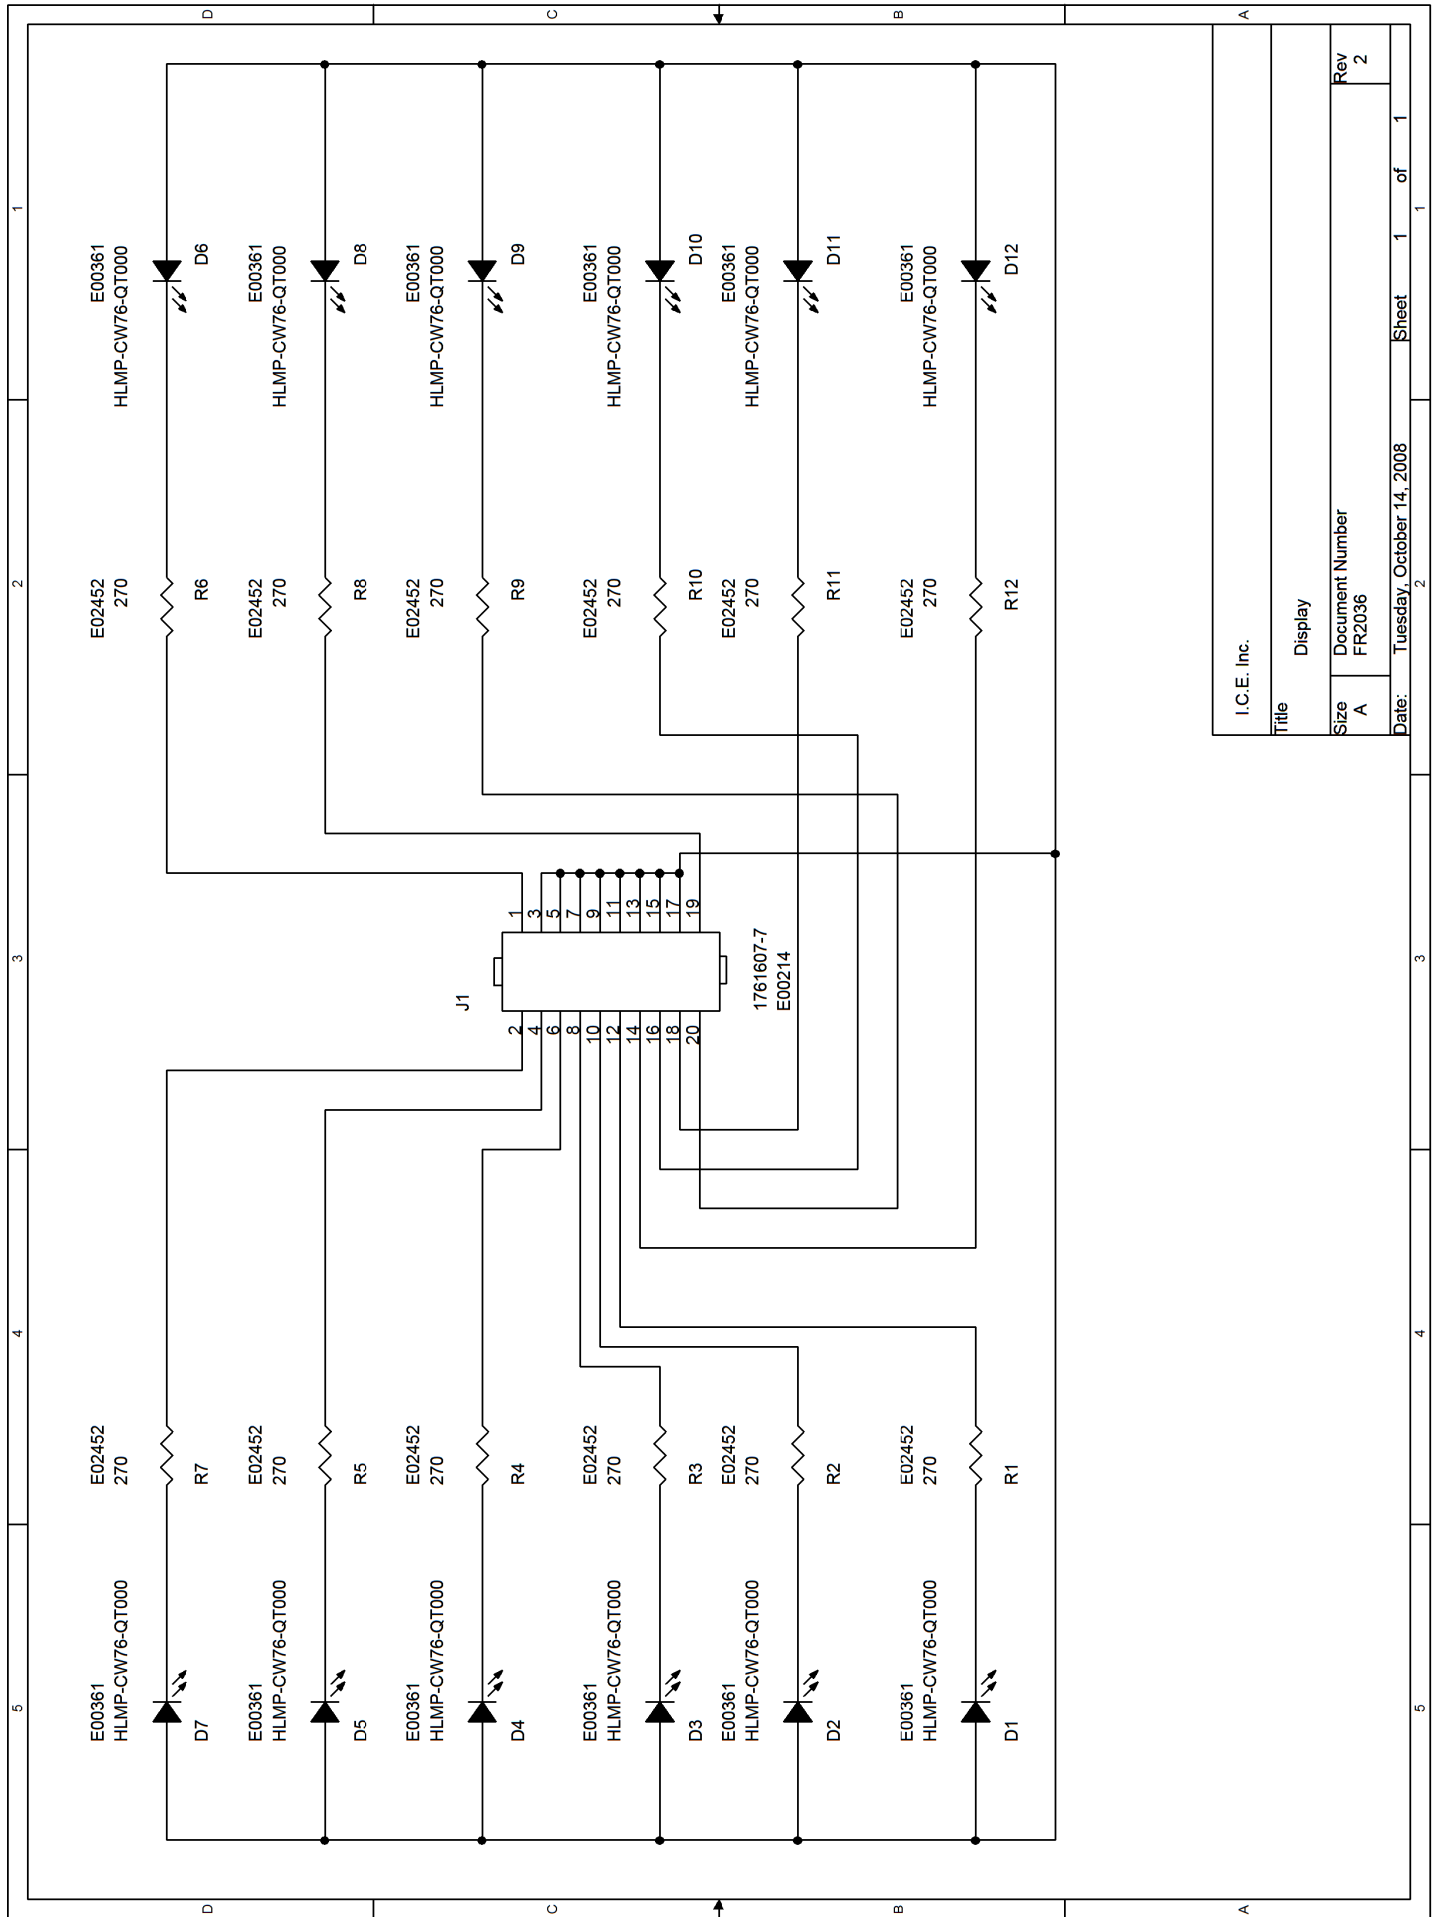 5
4
3
2
1
D
C
B
A
E00361
HLMP-CW76-QT000
D7
E02452
270
R7
E02452
270
R6
E00361
HLMP-CW76-QT000
D6
E00361
HLMP-CW76-QT000
D5
E02452
270
R5
E02452
270
R8
E00361
HLMP-CW76-QT000
D8
E00361
HLMP-CW76-QT000
D4
E02452
270
R4
E02452
270
R9
E00361
HLMP-CW76-QT000
D9
J1
2 1
4 3
6 5
8 7
10 9
12 11
14 13
16 15
18 17
20 19
1761607-7
E00214
E00361
HLMP-CW76-QT000
D3
E02452
270
R3
E02452
270
R10
E00361
HLMP-CW76-QT000
D10
E00361
HLMP-CW76-QT000
D2
E02452
270
R2
E02452
270
R11
E00361
HLMP-CW76-QT000
D11
E00361
HLMP-CW76-QT000
D1
E02452
270
R1
E02452
270
R12
E00361
HLMP-CW76-QT000
D12
I.C.E. Inc.
Title
Display
Size Document Number Rev
A FR2036 2
Date: Tuesday, October 14, 2008 Sheet 1 of 1
D
C
B
A
5
4
3
2
1